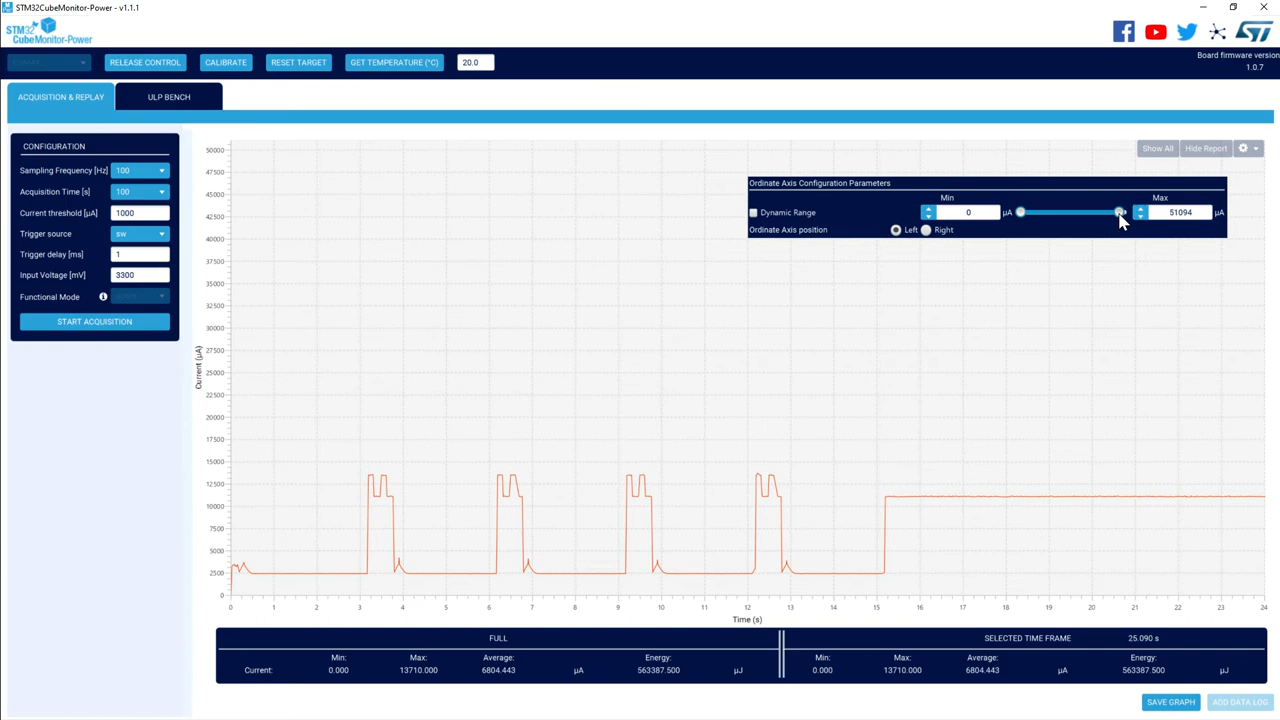 STM32CubeMonitor-Power - v1.1.1
STM32
CubeMonitor-Power
RELEASE CONTROL
CALIBRATE
RESET TARGET
GET TEMPERATURE (°C)
20.0
Board firmware version
1.0.7
ACQUISITION & REPLAY
ULP BENCH
CONFIGURATION
Sampling Frequency [Hz] 100
Acquisition Time [s] 100
Current threshold [µA] 1000
Trigger source sw
Trigger delay [ms] 1
Input Voltage [mV] 3300
Functional Mode
START ACQUISITION
Show All
Hide Report
Ordinate Axis Configuration Parameters
Min
Max
Dynamic Range
0 µA
51094 µA
Ordinate Axis position Left Right
50000
47500
45000
42500
40000
37500
35000
32500
30000
27500
25000
22500
20000
17500
15000
12500
10000
7500
5000
2500
0
Current (µA)
0 1 2 3 4 5 6 7 8 9 10 11 12 13 14 15 16 17 18 19 20 21 22 23 24
Time (s)
FULL
Min: Max: Average: Energy:
Current: 0.000 13710.000 6804.443 µA 563387.500 µJ
SELECTED TIME FRAME 25.090 s
Min: Max: Average: Energy:
0.000 13710.000 6804.443 µA 563387.500 µJ
SAVE GRAPH
ADD DATA LOG